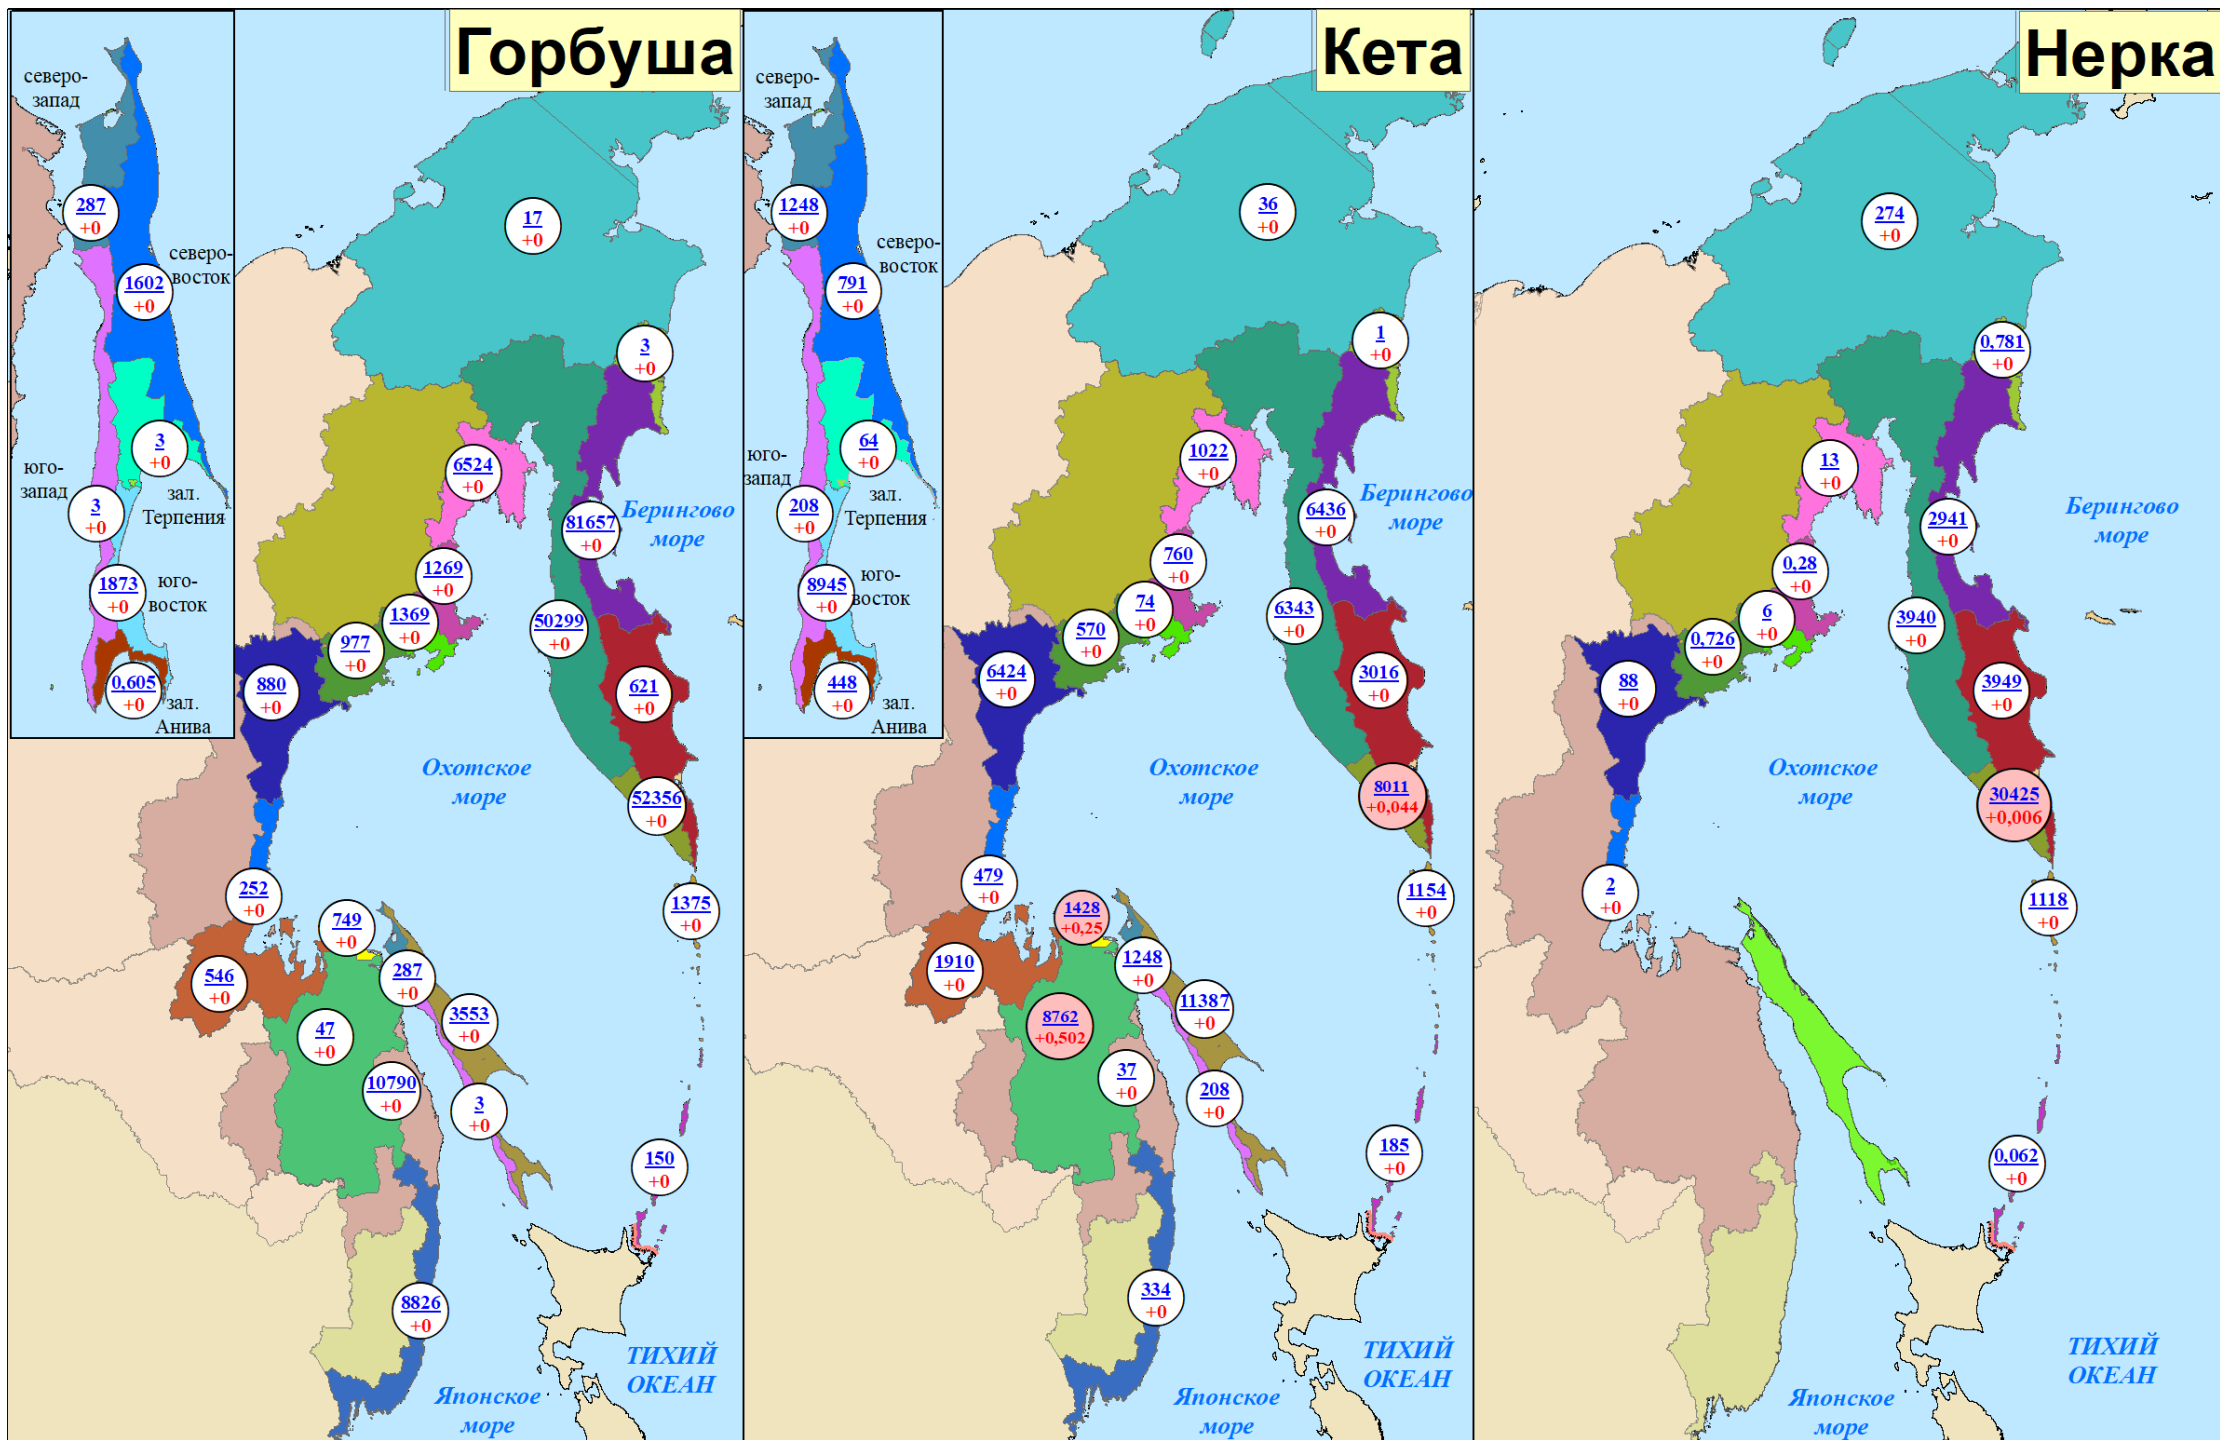 Горбуша
северо-
запад
287
+0
северо-
восток
1602
+0
3
+0
юго-
запад
3
+0
зал.
Терпения
1873
+0
юго-
восток
0,605
+0
зал.
Анива
17
+0
3
+0
6524
+0
81657
+0
Берингово
море
1269
+0
1369
+0
977
+0
50299
+0
880
+0
621
+0
Охотское
море
52356
+0
252
+0
749
+0
1375
+0
546
+0
287
+0
47
+0
3553
+0
10790
+0
3
+0
150
+0
8826
+0
ТИХИЙ
ОКЕАН
Японское
море
Кета
северо-
запад
1248
+0
северо-
восток
791
+0
64
+0
юго-
запад
208
+0
зал.
Терпения
8945
+0
юго-
восток
448
+0
зал.
Анива
36
+0
1
+0
1022
+0
6436
+0
Берингово
море
760
+0
74
+0
570
+0
6343
+0
6424
+0
3016
+0
Охотское
море
8011
+0,044
479
+0
1428
+0,25
1154
+0
1910
+0
1248
+0
11387
+0
8762
+0,502
37
+0
208
+0
185
+0
334
+0
ТИХИЙ
ОКЕАН
Нерка
274
+0
0,781
+0
13
+0
2941
+0
Берингово
море
0,28
+0
6
+0
0,726
+0
3940
+0
88
+0
3949
+0
Охотское
море
30425
+0,006
2
+0
1118
+0
0,062
+0
ТИХИЙ
ОКЕАН
Японское
море